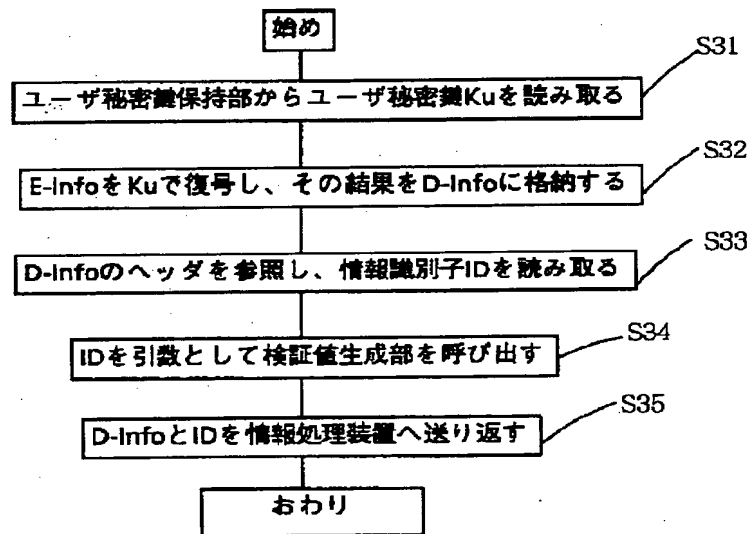 始め
S31
ユーザ秘密鍵保持部からユーザ秘密鍵Kuを読み取る
S32
E-InfoをKuで復号し、その結果をD-Infoに格納する
S33
D-Infoのヘッダを参照し、情報識別子IDを読み取る
S34
IDを引数として検証値生成部を呼び出す
S35
D-InfoとIDを情報処理装置へ送り返す
おわり